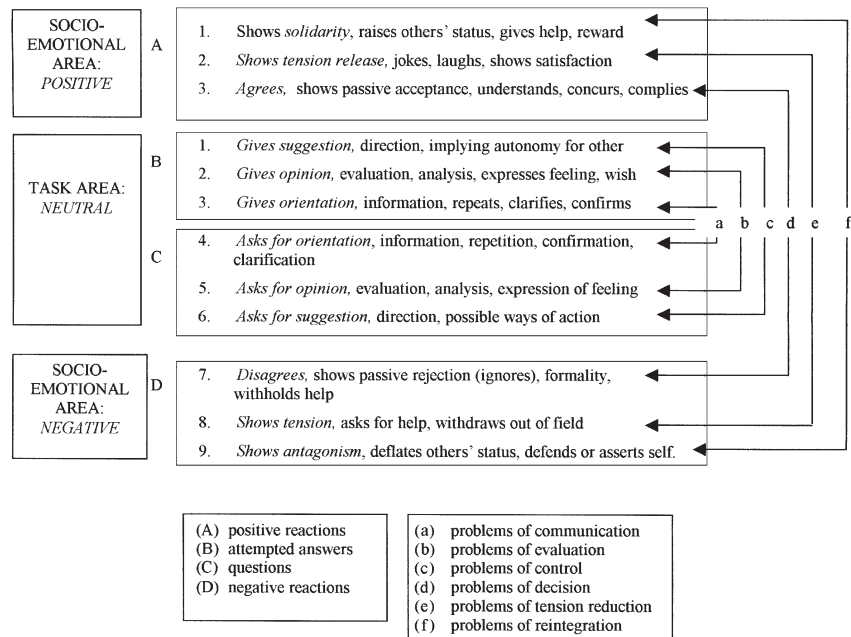 SOCIO-
EMOTIONAL
AREA:
POSITIVE
A
1. Shows solidarity, raises others' status, gives help, reward
2. Shows tension release, jokes, laughs, shows satisfaction
3. Agrees, shows passive acceptance, understands, concurs, complies
TASK AREA:
NEUTRAL
B
1. Gives suggestion, direction, implying autonomy for other
2. Gives opinion, evaluation, analysis, expresses feeling, wish
3. Gives orientation, information, repeats, clarifies, confirms
a b c d e f
C
4. Asks for orientation, information, repetition, confirmation,
clarification
5. Asks for opinion, evaluation, analysis, expression of feeling
6. Asks for suggestion, direction, possible ways of action
SOCIO-
EMOTIONAL
AREA:
NEGATIVE
D
7. Disagrees, shows passive rejection (ignores), formality,
withholds help
8. Shows tension, asks for help, withdraws out of field
9. Shows antagonism, deflates others' status, defends or asserts self.
(A) positive reactions
(B) attempted answers
(C) questions
(D) negative reactions
(a) problems of communication
(b) problems of evaluation
(c) problems of control
(d) problems of decision
(e) problems of tension reduction
(f) problems of reintegration